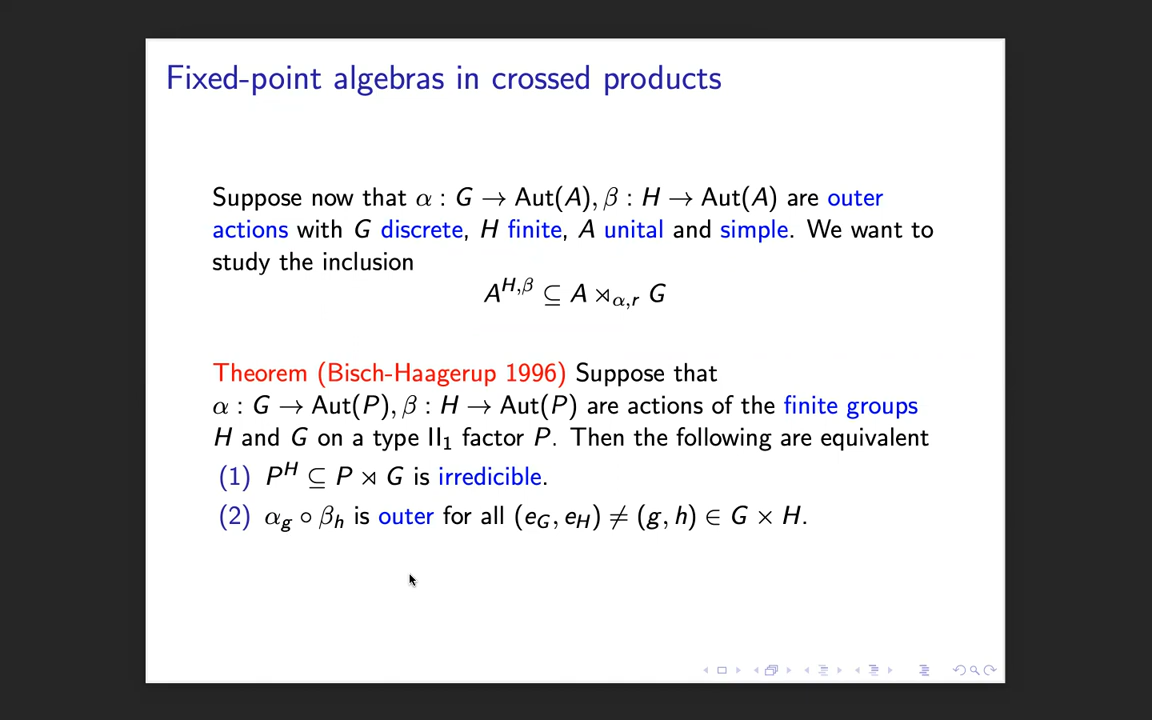 Fixed-point algebras in crossed products
Suppose now that α : G → Aut(A), β : H → Aut(A) are outer
actions with G discrete, H finite, A unital and simple. We want to
study the inclusion
A^{H,β} ⊆ A ⋊_{α,r} G
Theorem (Bisch-Haagerup 1996) Suppose that
α : G → Aut(P), β : H → Aut(P) are actions of the finite groups
H and G on a type II₁ factor P. Then the following are equivalent
(1) P^H ⊆ P ⋊ G is irredicible.
(2) α_g ∘ β_h is outer for all (e_G, e_H) ≠ (g, h) ∈ G × H.